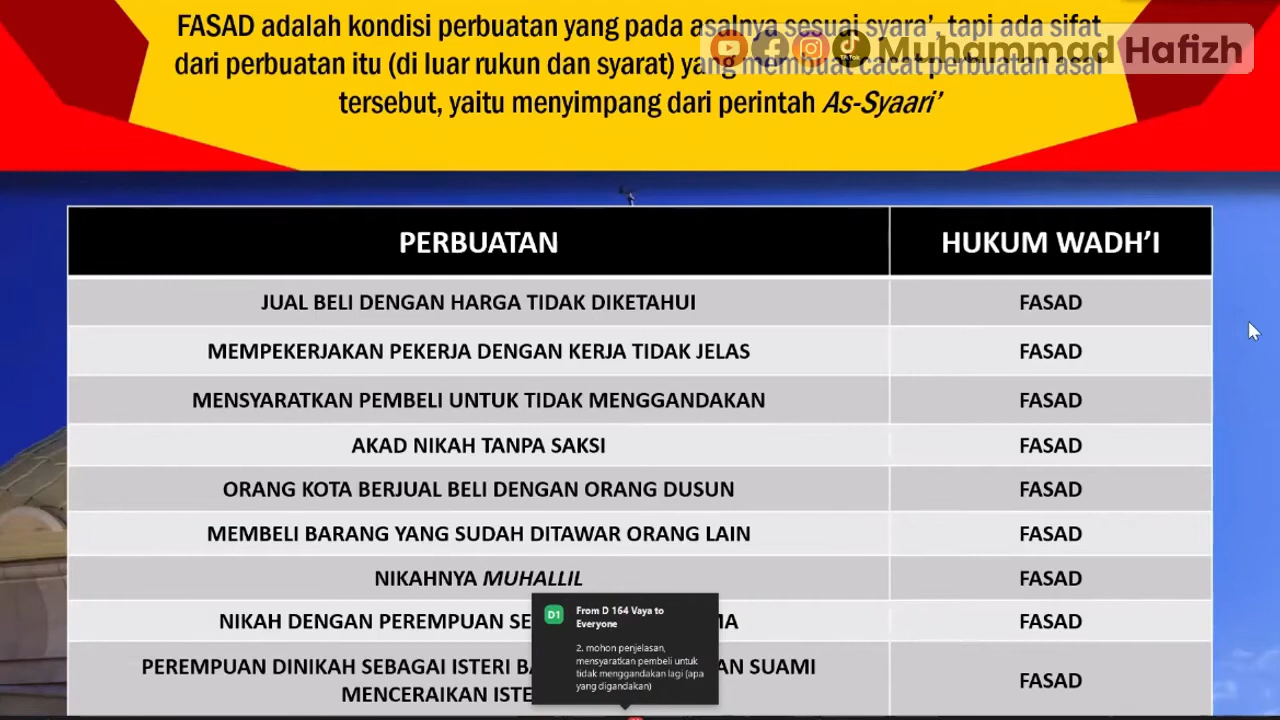 FASAD adalah kondisi perbuatan yang pada asalnya sesuai syara’, tapi ada sifat
dari perbuatan itu (di luar rukun dan syarat) yang membuat cacat perbuatan asal
tersebut, yaitu menyimpang dari perintah As-Syaari’
Muhammad Hafizh
TikTok
PERBUATAN HUKUM WADH’I
JUAL BELI DENGAN HARGA TIDAK DIKETAHUI FASAD
MEMPEKERJAKAN PEKERJA DENGAN KERJA TIDAK JELAS FASAD
MENSYARATKAN PEMBELI UNTUK TIDAK MENGGANDAKAN FASAD
AKAD NIKAH TANPA SAKSI FASAD
ORANG KOTA BERJUAL BELI DENGAN ORANG DUSUN FASAD
MEMBELI BARANG YANG SUDAH DITAWAR ORANG LAIN FASAD
NIKAHNYA MUHALLIL FASAD
NIKAH DENGAN PEREMPUAN FASAD
PEREMPUAN DINIKAH SEBAGAI ISTERI SUAMI
MENCERAIKAN FASAD
D1
From D 164 Vaya to
Everyone
2. mohon penjelasan,
mensyaratkan pembeli untuk
tidak menggandakan lagi (apa
yang digandakan)